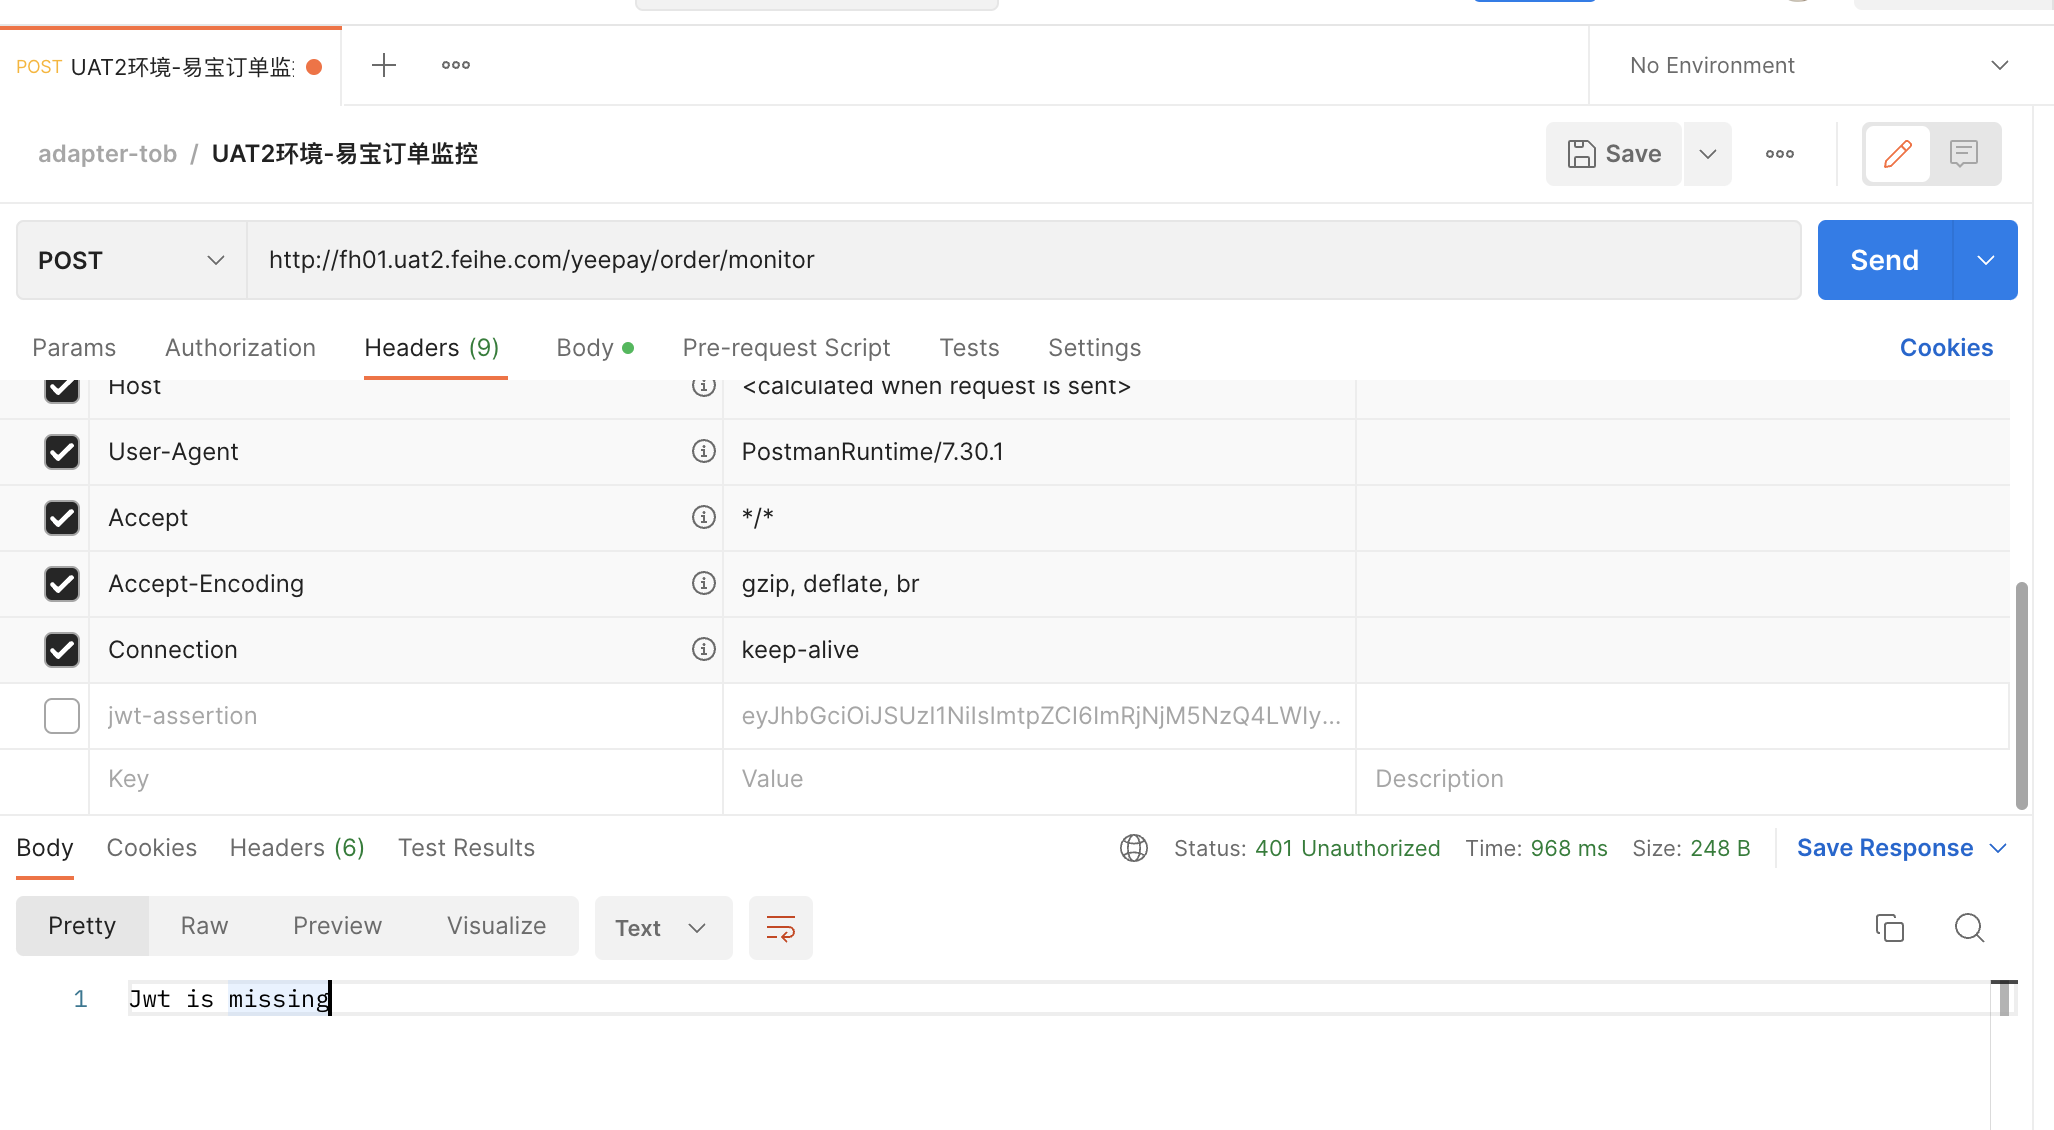 POST UAT2环境-易宝订单监
No Environment
adapter-tob / UAT2环境-易宝订单监控
Save
POST
http://fh01.uat2.feihe.com/yeepay/order/monitor
Send
Params Authorization Headers (9) Body Pre-request Script Tests Settings Cookies
Host <calculated when request is sent>
User-Agent PostmanRuntime/7.30.1
Accept */*
Accept-Encoding gzip, deflate, br
Connection keep-alive
jwt-assertion eyJhbGciOiJSUzI1NiIsImtpZCI6ImRjNjM5NzQ4LWIy...
Key Value Description
Body Cookies Headers (6) Test Results Status: 401 Unauthorized Time: 968 ms Size: 248 B Save Response
Pretty Raw Preview Visualize Text
1 Jwt is missing